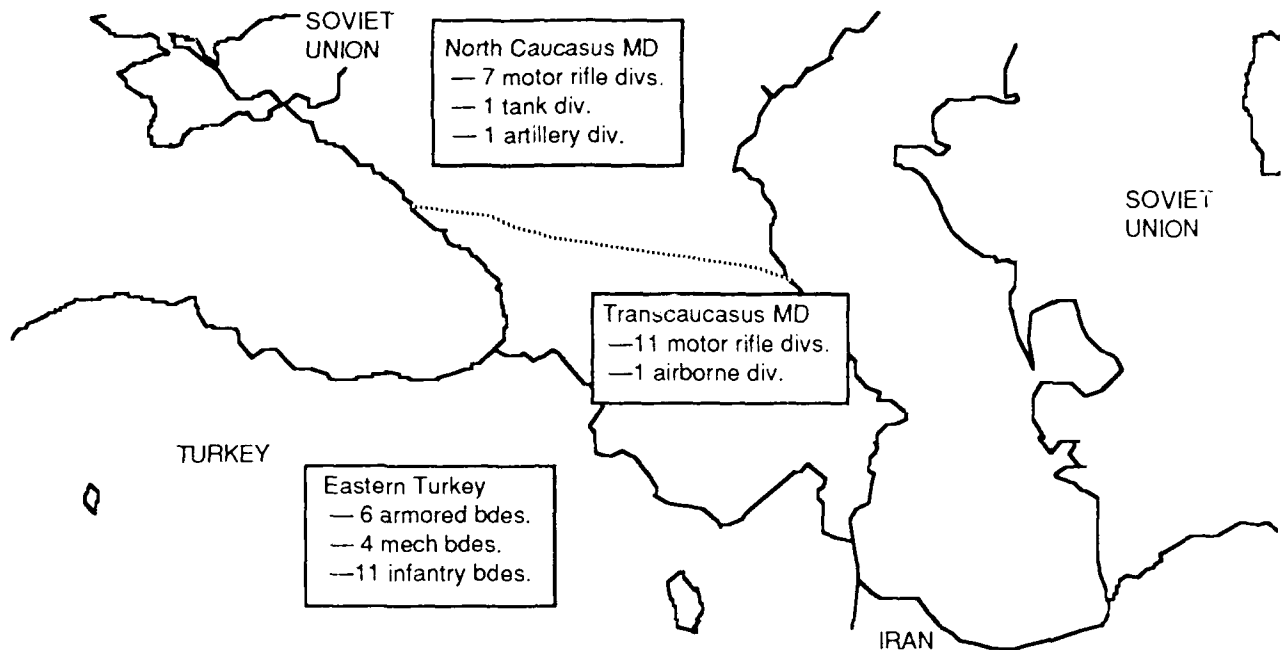 SOVIET
UNION
North Caucasus MD
— 7 motor rifle divs.
— 1 tank div.
— 1 artillery div.
SOVIET
UNION
Transcaucasus MD
—11 motor rifle divs.
—1 airborne div.
TURKEY
Eastern Turkey
— 6 armored bdes.
— 4 mech bdes.
—11 infantry bdes.
IRAN